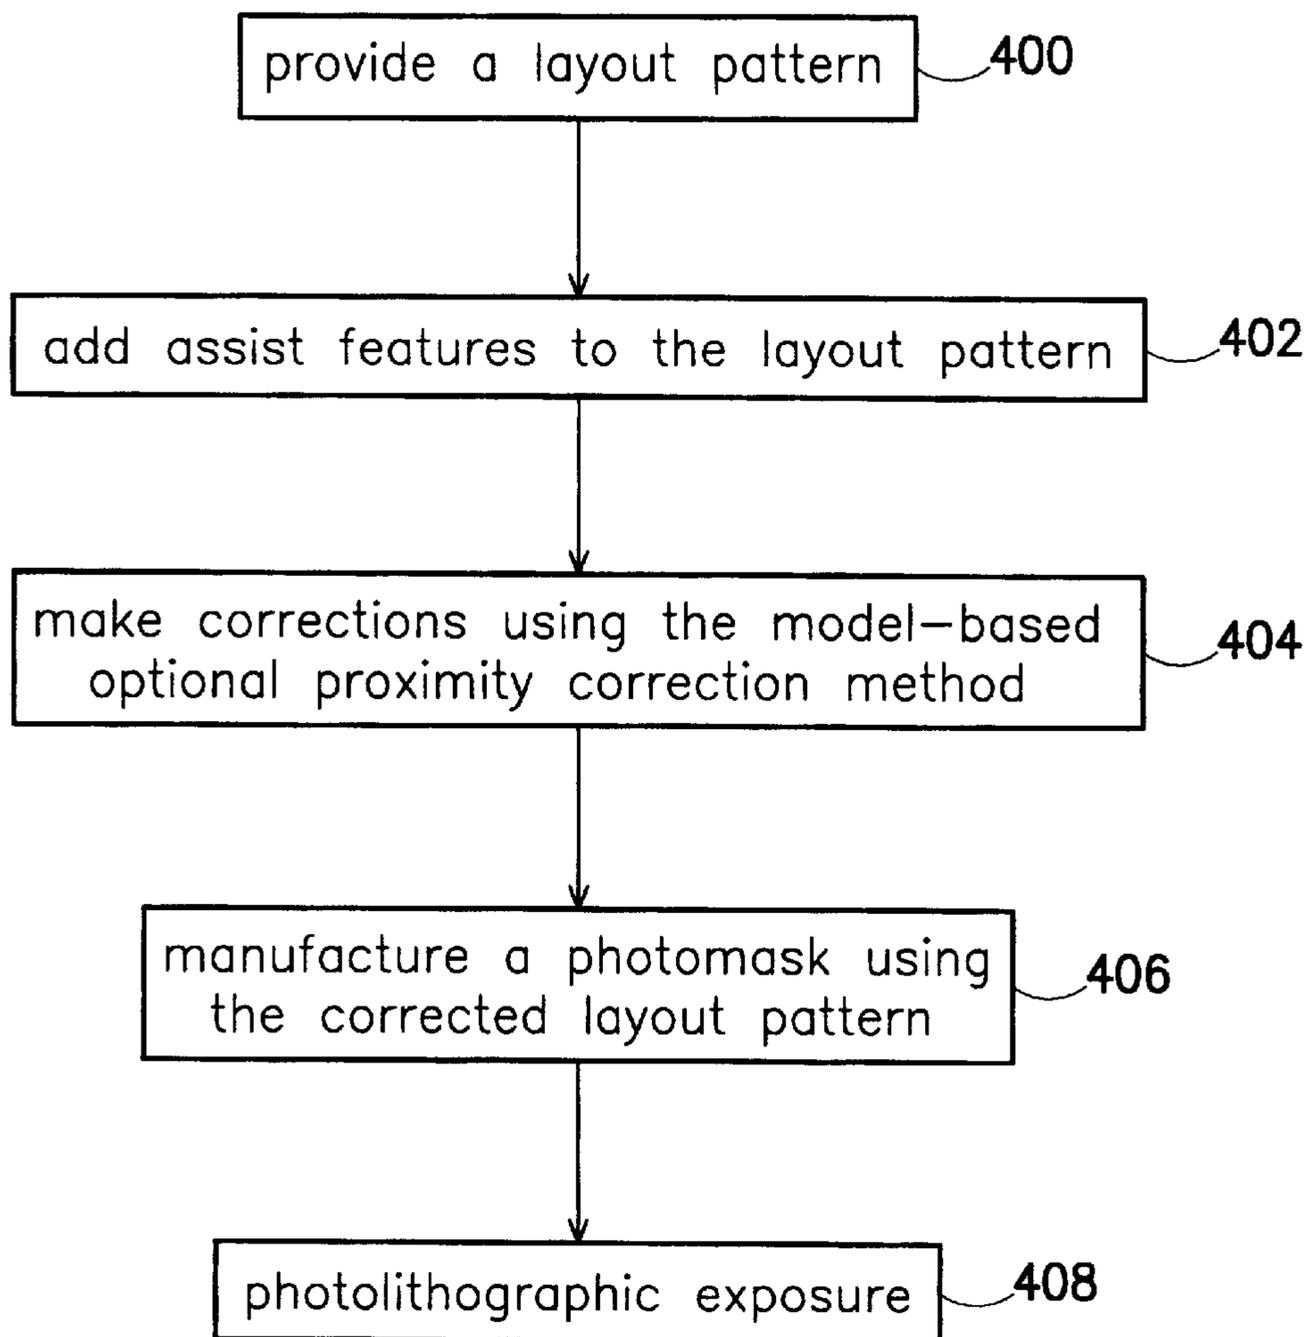 provide a layout pattern 400
add assist features to the layout pattern 402
make corrections using the model-based 404
optional proximity correction method
manufacture a photomask using 406
the corrected layout pattern
photolithographic exposure 408